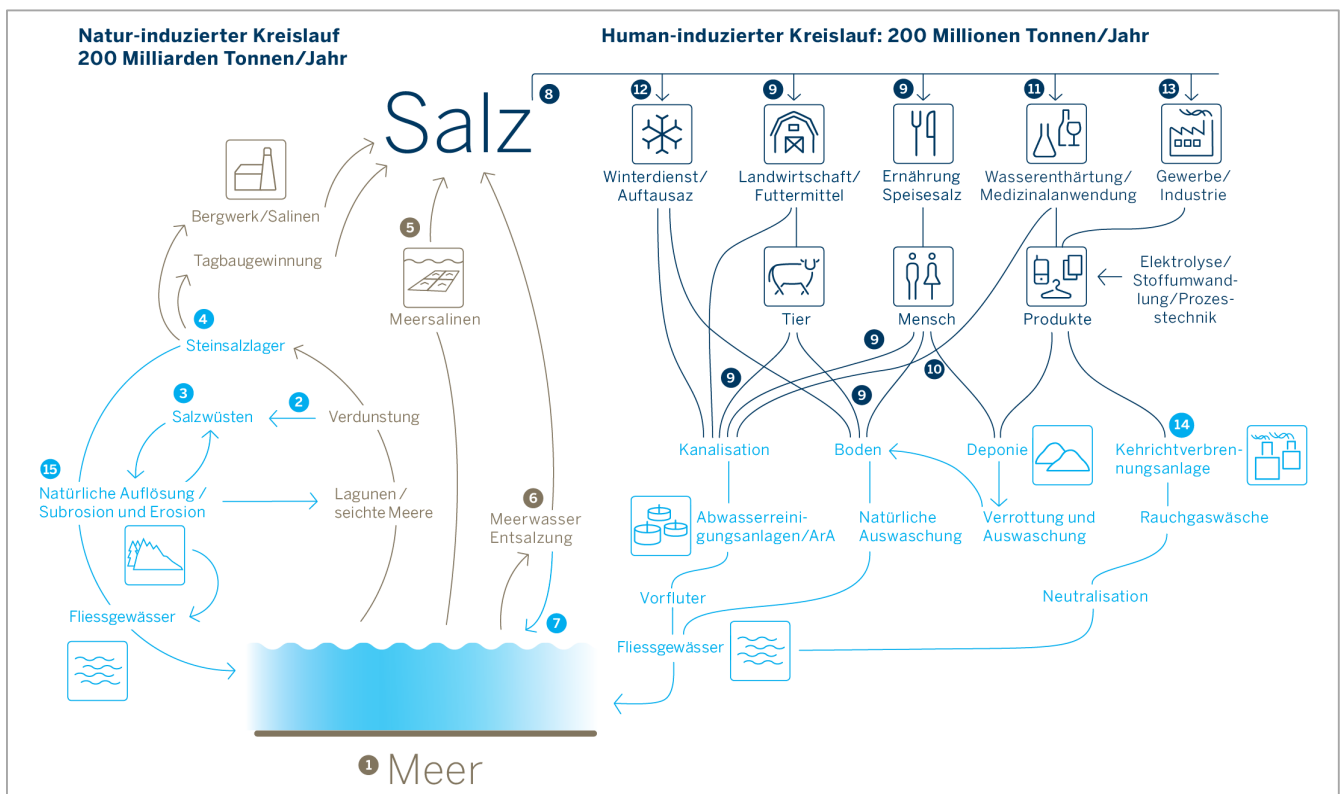 Natur-induzierter Kreislauf
200 Milliarden Tonnen/Jahr
Human-induzierter Kreislauf: 200 Millionen Tonnen/Jahr
Salz
8
12
9
9
11
13
Winterdienst/
Auftausaz
Landwirtschaft/
Futtermittel
Ernährung
Speisesalz
Wasserenthärtung/
Medizinalanwendung
Gewerbe/
Industrie
Bergwerk/Salinen
Tagbaugewinnung
5
Meersalinen
4
Steinsalzlager
3
Salzwüsten
2
Verdunstung
15
Natürliche Auflösung /
Subrosion und Erosion
Lagunen /
seichte Meere
6
Meerwasser
Entsalzung
Fliessgewässer
7
1
Meer
Tier
Mensch
Produkte
Elektrolyse/
Stoffumwand-
lung/Prozes-
stechnik
9
9
10
9
14
Kanalisation
Boden
Deponie
Kehrichtverbren-
nungsanlage
Abwasserreini-
gungsanlagen/ArA
Natürliche
Auswaschung
Verrottung und
Auswaschung
Rauchgaswäsche
Vorfluter
Neutralisation
Fliessgewässer